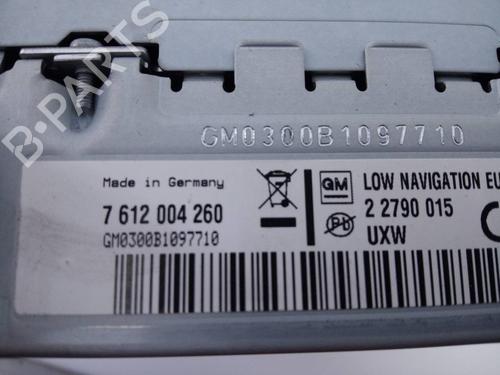 B-PARTS
GM0300B1097710
Made in Germany
7 612 004 260
GM0300B1097710
GM
LOW NAVIGATION EU
2 2790 015
Pb
UXW
C